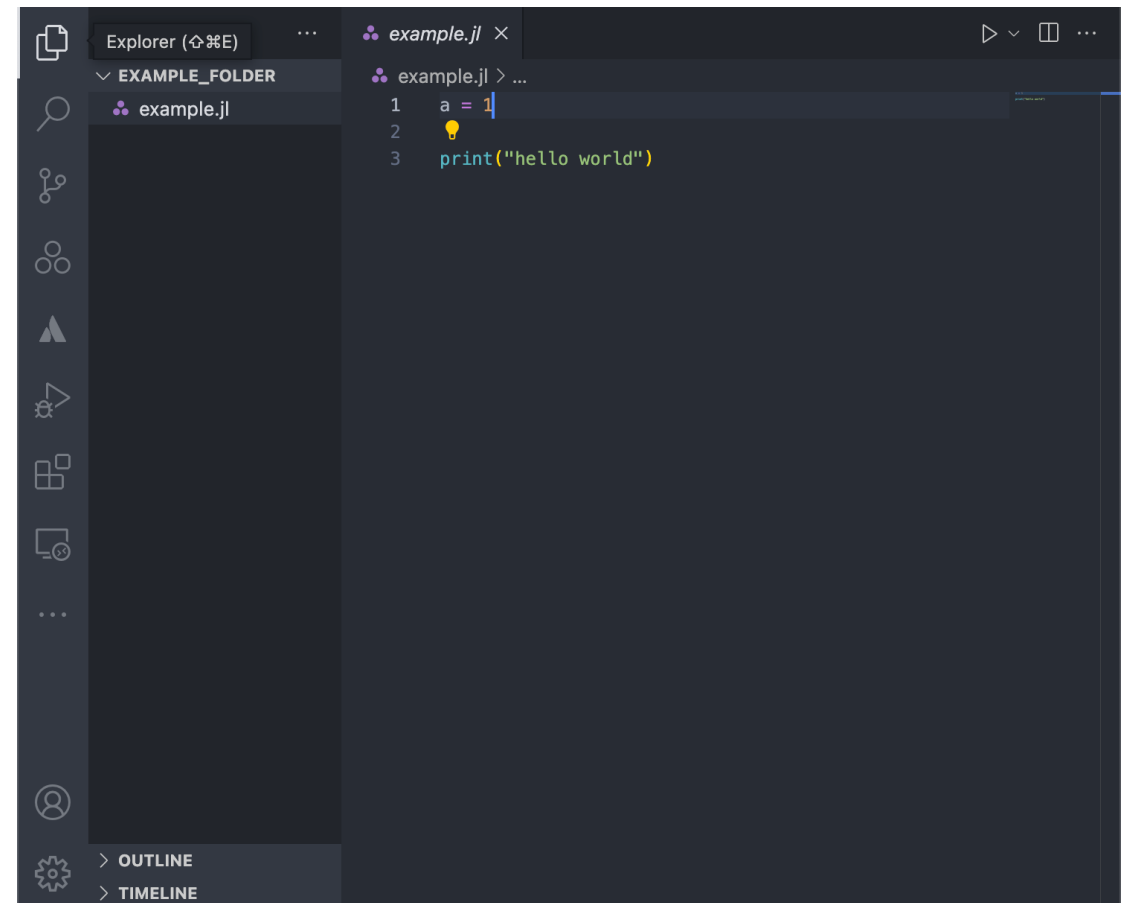 Explorer (⇧⌘E)
···
example.jl
EXAMPLE_FOLDER
example.jl
example.jl > ...
1 a = 1
2
3 print("hello world")
OUTLINE
TIMELINE